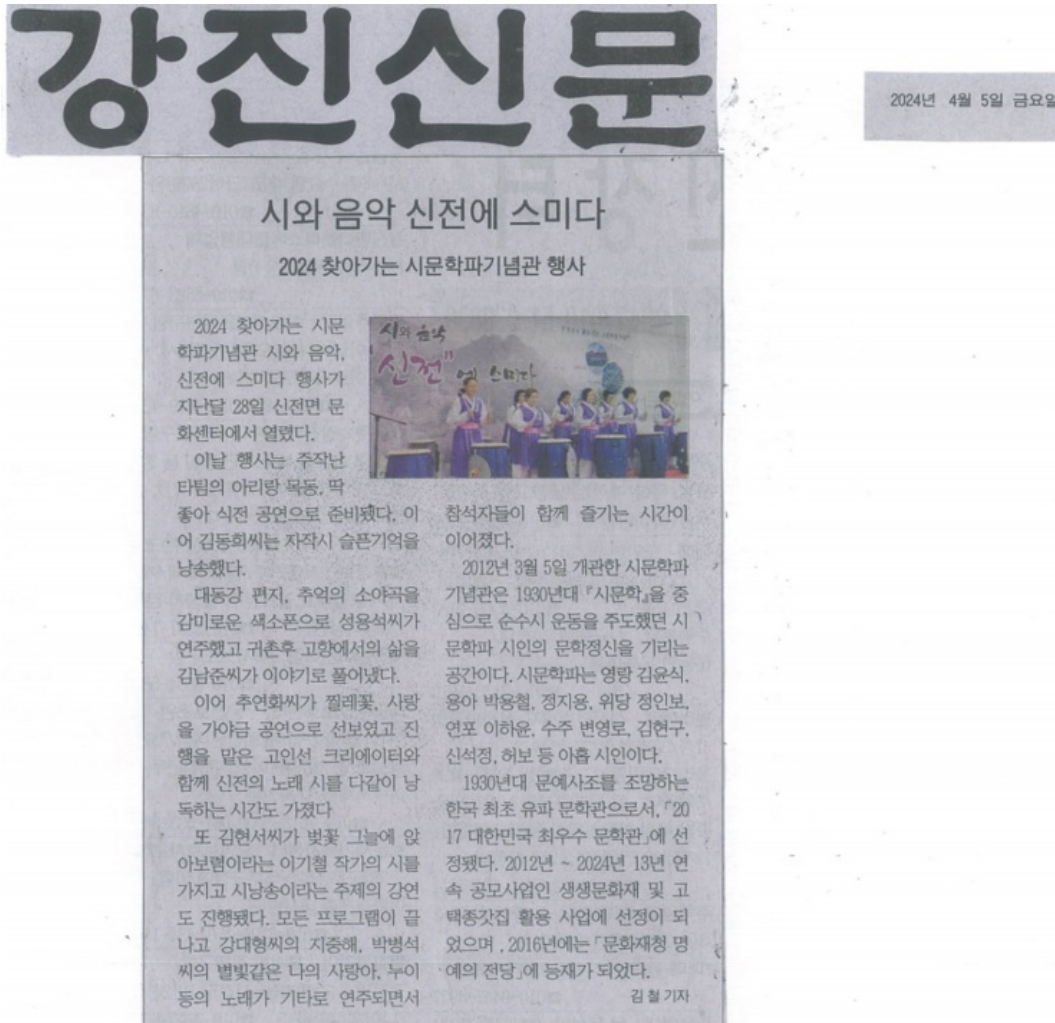 강진신문
2024년 4월 5일 금요일
시와 음악 신전에 스미다
2024 찾아가는 시문학파기념관 행사
시와 음악
"신전"에 스미다
2024 찾아가는 시문
학파기념관 시와 음악,
신전에 스미다 행사가
지난달 28일 신전면 문
화센터에서 열렸다.
이날 행사는 주작난
타팀의 아리랑 목동, 딱
좋아 식전 공연으로 준비됐다. 이
어 김동희씨는 자작시 슬픈기억을
낭송했다.
대동강 편지, 추억의 소야곡을
감미로운 색소폰으로 성용석씨가
연주했고 귀촌후 고향에서의 삶을
김남준씨가 이야기로 풀어냈다.
이어 추연화씨가 찔레꽃, 사랑
을 가야금 공연으로 선보였고 진
행을 맡은 고인선 크리에이터와
함께 신전의 노래 시를 다같이 낭
독하는 시간도 가졌다
또 김현서씨가 벚꽃 그늘에 앉
아보렴이라는 이기철 작가의 시를
가지고 시낭송이라는 주제의 강연
도 진행됐다. 모든 프로그램이 끝
나고 강대형씨의 지중해, 박병석
씨의 별빛같은 나의 사랑아, 누이
등의 노래가 기타로 연주되면서
참석자들이 함께 즐기는 시간이
이어졌다.
2012년 3월 5일 개관한 시문학파
기념관은 1930년대 『시문학』을 중
심으로 순수시 운동을 주도했던 시
문학파 시인의 문학정신을 기리는
공간이다. 시문학파는 영랑 김윤식,
용아 박용철, 정지용, 위당 정인보,
연포 이하윤, 수주 변영로, 김현구,
신석정, 허보 등 아홉 시인이다.
1930년대 문예사조를 조망하는
한국 최초 유파 문학관으로서, 「20
17 대한민국 최우수 문학관」에 선
정됐다. 2012년 ~ 2024년 13년 연
속 공모사업인 생생문화재 및 고
택종갓집 활용 사업에 선정이 되
었으며 , 2016년에는 「문화재청 명
예의 전당」에 등재가 되었다.
김 철 기자